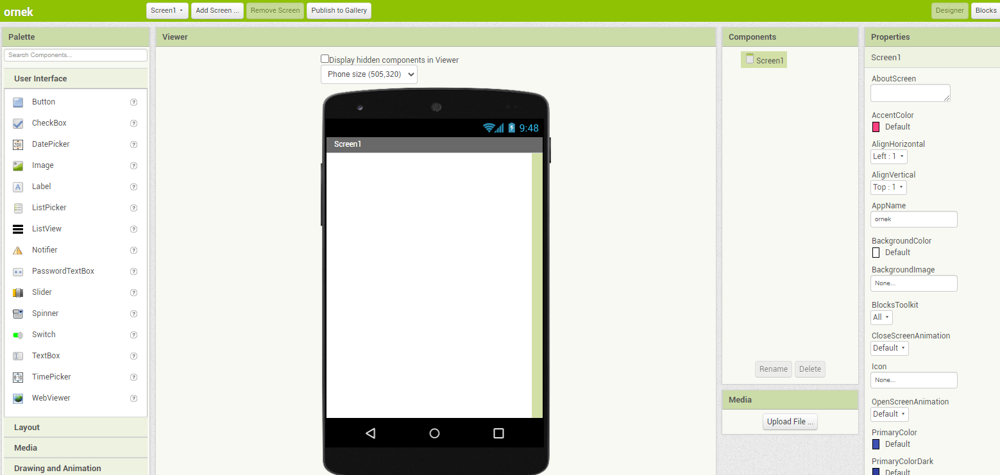 ornek
Screen1
Add Screen ...
Remove Screen
Publish to Gallery
Designer
Blocks
Palette
Search Components...
User Interface
Button
CheckBox
DatePicker
Image
Label
ListPicker
ListView
Notifier
PasswordTextBox
Slider
Spinner
Switch
TextBox
TimePicker
WebViewer
Layout
Media
Drawing and Animation
Viewer
Display hidden components in Viewer
Phone size (505,320)
9:48
Screen1
Components
Screen1
Rename
Delete
Media
Upload File ...
Properties
Screen1
AboutScreen
AccentColor
Default
AlignHorizontal
Left : 1
AlignVertical
Top : 1
AppName
ornek
BackgroundColor
Default
BackgroundImage
None...
BlocksToolkit
All
CloseScreenAnimation
Default
Icon
None...
OpenScreenAnimation
Default
PrimaryColor
Default
PrimaryColorDark
Default